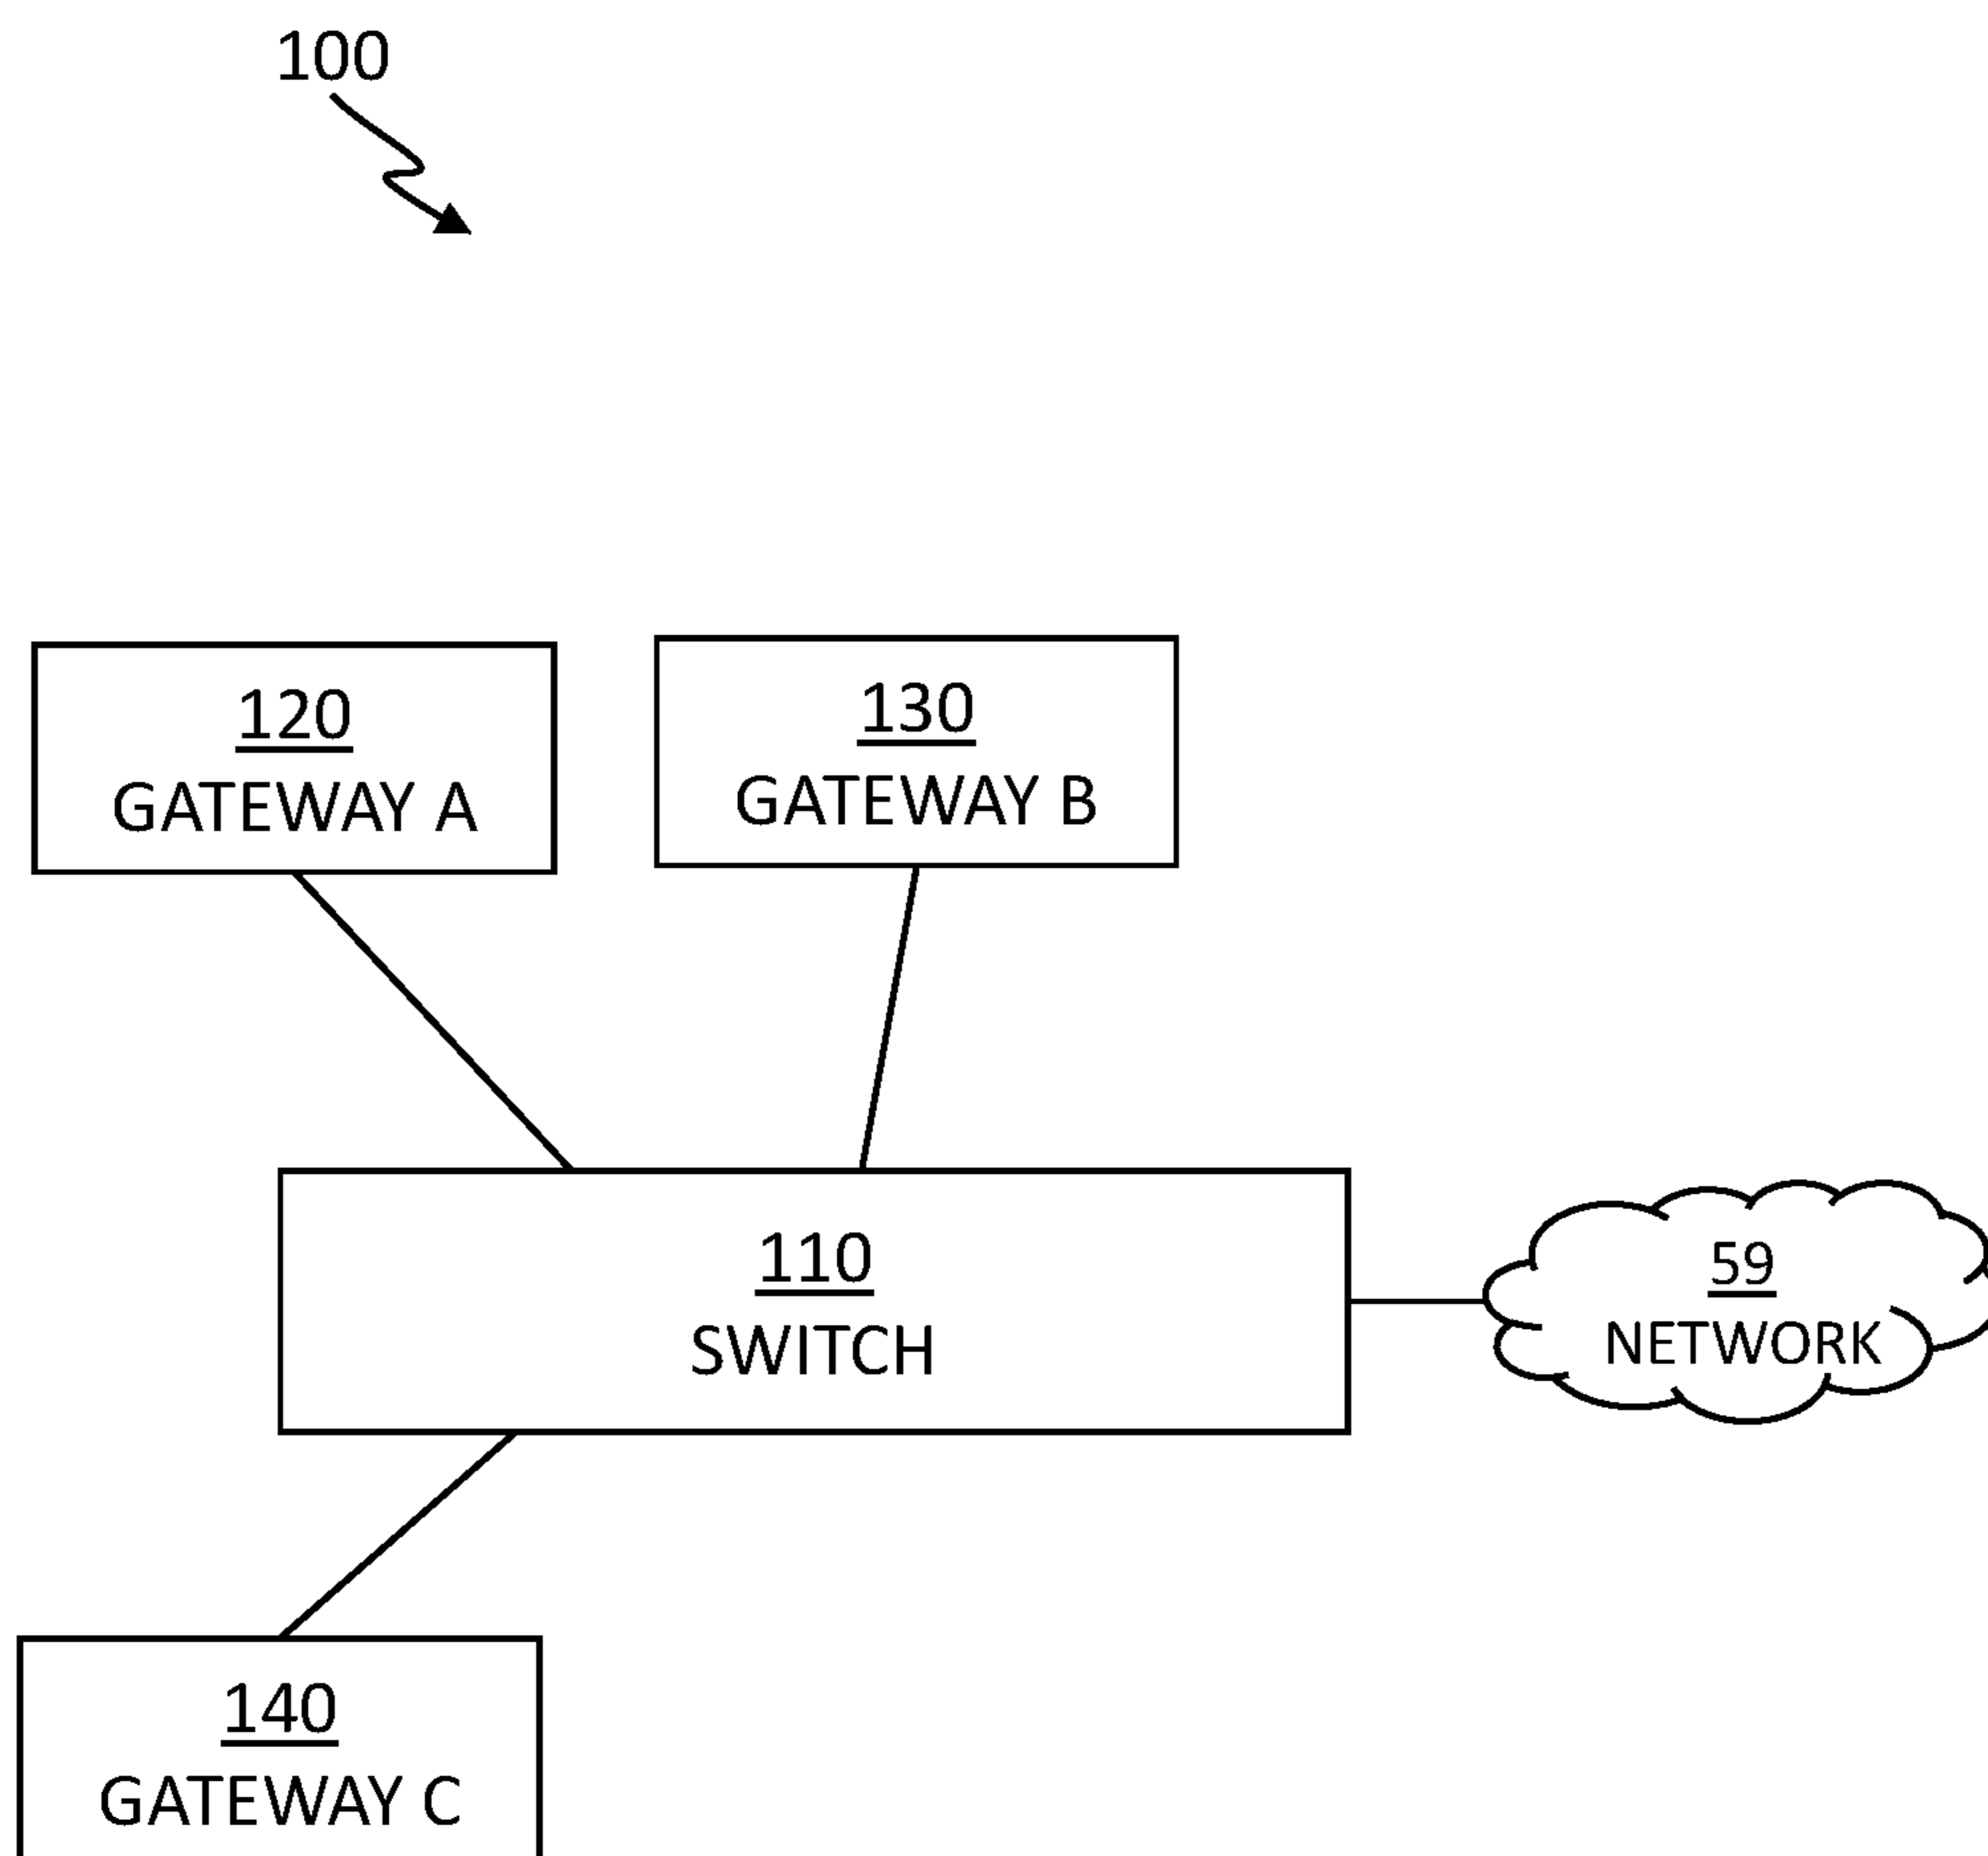 100
120
GATEWAY A
130
GATEWAY B
110
SWITCH
59
NETWORK
140
GATEWAY C